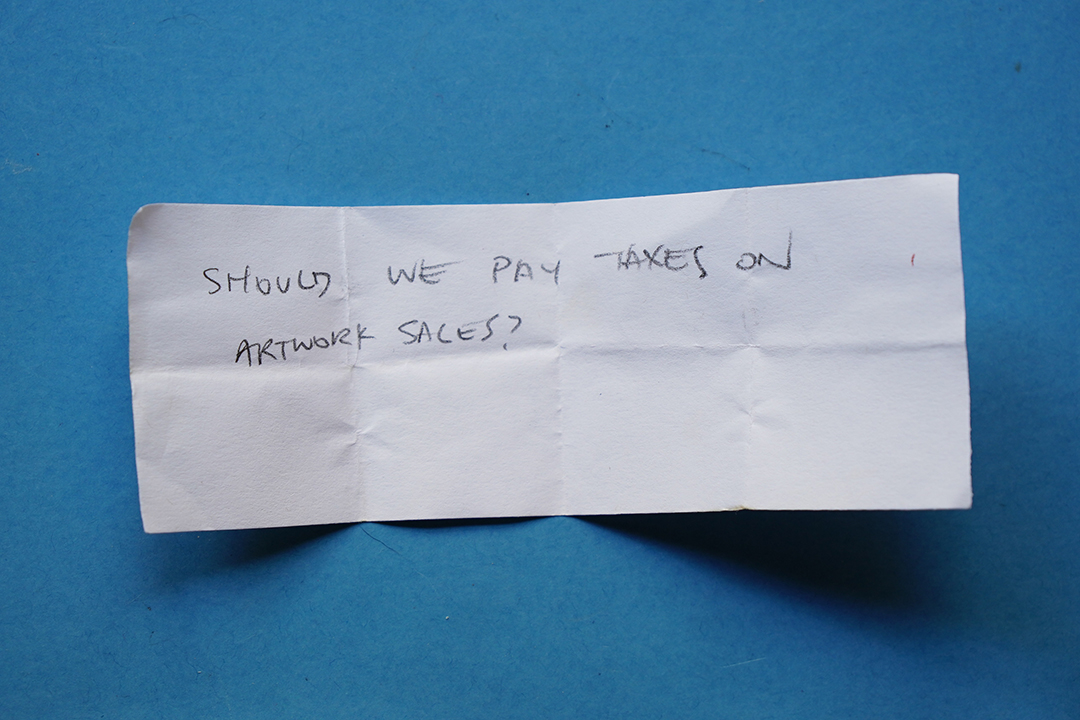 SHOULD WE PAY TAXES ON
ARTWORK SALES?